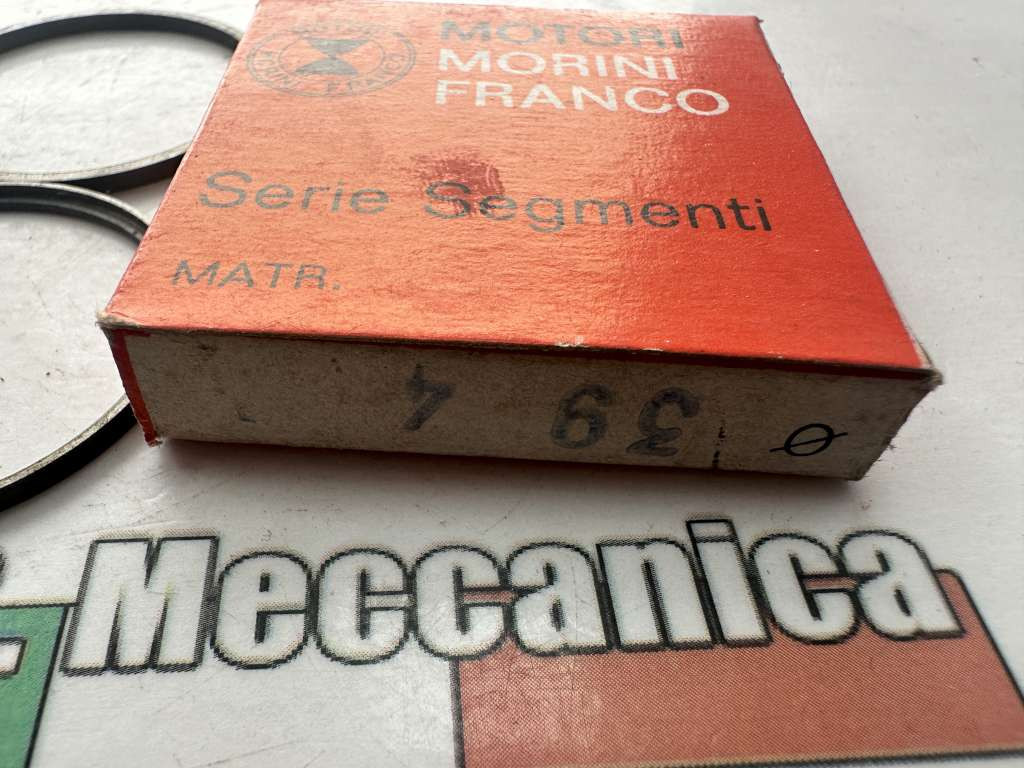 MOTORI
MORINI
FRANCO
Serie Segmenti
MATR.
Ø 39 4
Meccanica